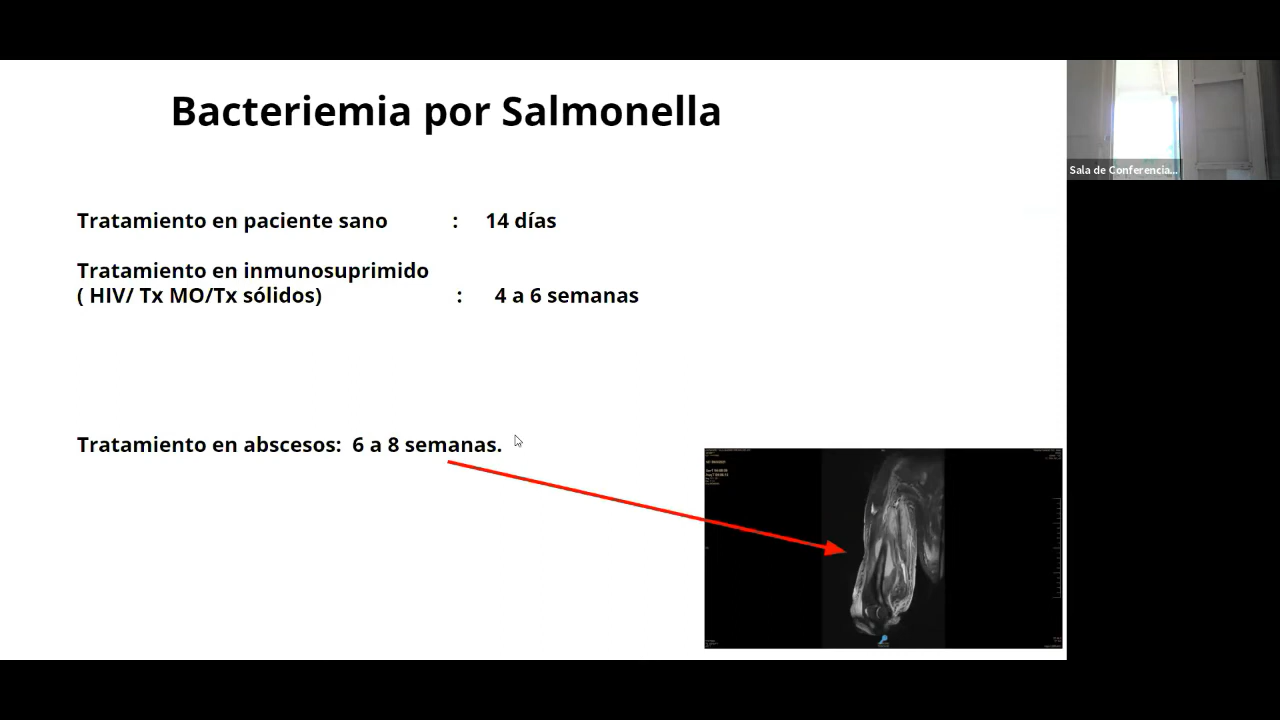 Bacteriemia por Salmonella
Sala de Conferencia...
Tratamiento en paciente sano : 14 días
Tratamiento en inmunosuprimido
( HIV/ Tx MO/Tx sólidos) : 4 a 6 semanas
Tratamiento en abscesos: 6 a 8 semanas.